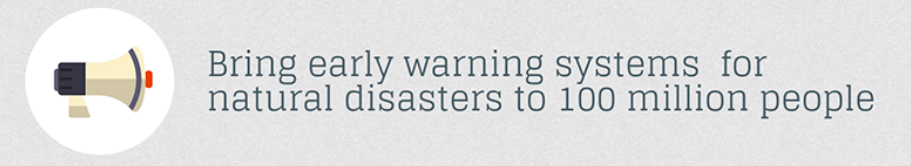 Bring early warning systems  for
natural disasters to 100 million people